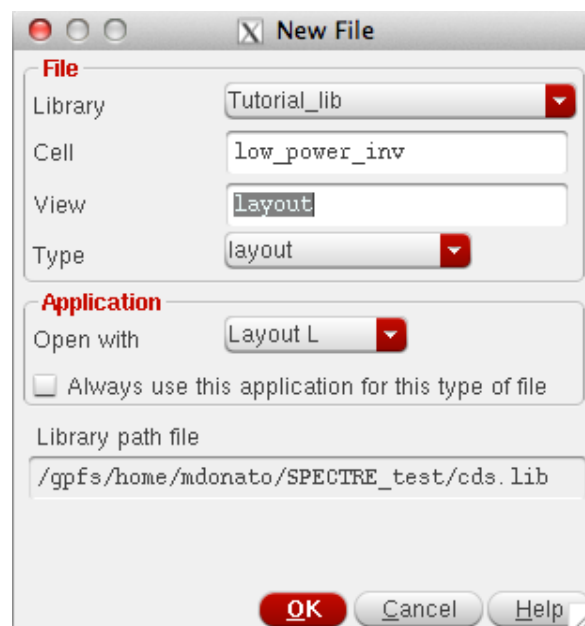 New File
File
Library Tutorial_lib
Cell low_power_inv
View layout
Type layout
Application
Open with Layout L
Always use this application for this type of file
Library path file
/gpfs/home/mdonato/SPECTRE_test/cds.lib
OK Cancel Help